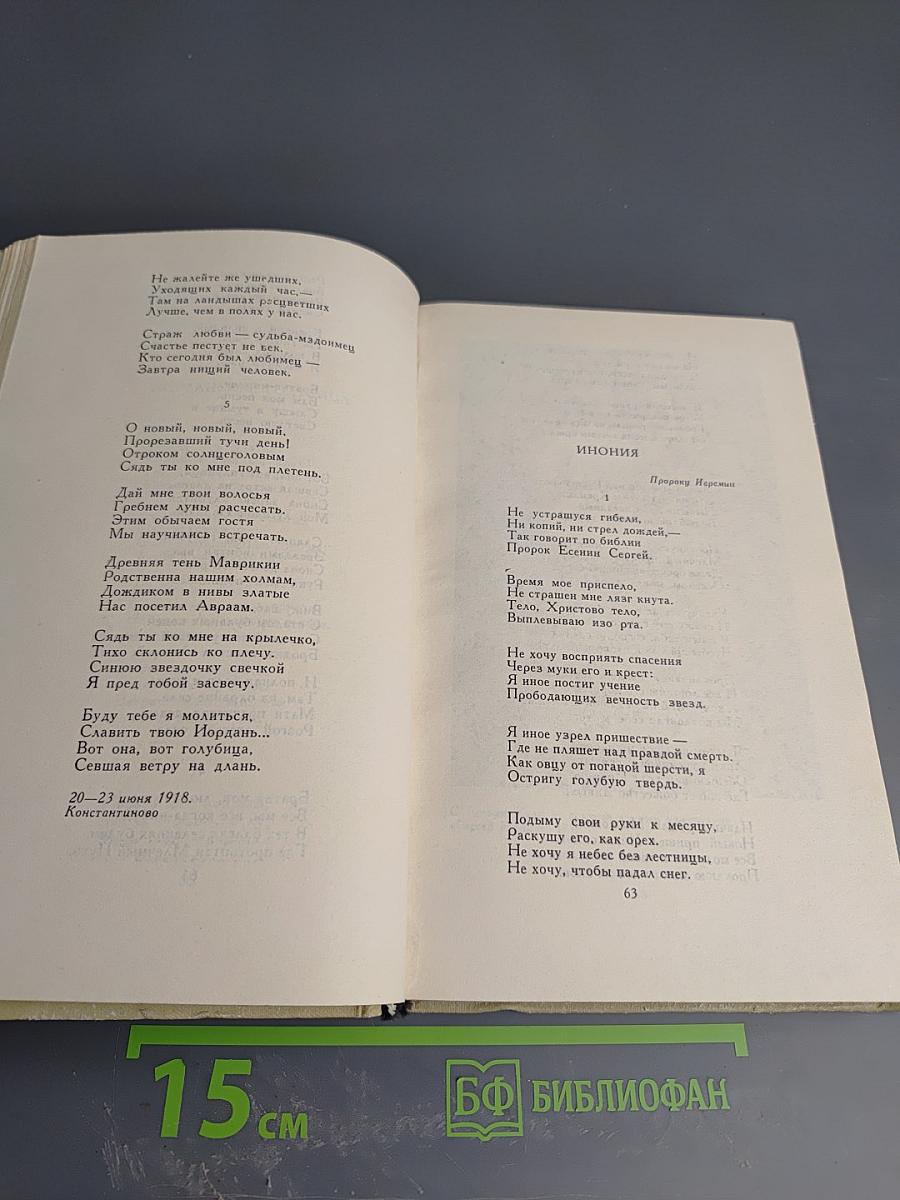 Не жалейте же ушедших,
Уходящих каждый час,—
Там на ландышах расцветших
Лучше, чем в полях у нас.
Страж любви — судьба-мздоимец
Счастье пестует не век.
Кто сегодня был любимец —
Завтра нищий человек.
5
О новый, новый, новый,
Прорезавший тучи день!
Отроком солнцеголовым
Сядь ты ко мне под плетень.
Дай мне твои волосья
Гребнем луны расчесать.
Этим обычаем гостя
Мы научились встречать.
Древняя тень Маврикии
Родственна нашим холмам,
Дождиком в нивы златые
Нас посетил Авраам.
Сядь ты ко мне на крылечко,
Тихо склонись ко плечу.
Синюю звездочку свечкой
Я пред тобой засвечу.
Буду тебе я молиться,
Славить твою Иордань...
Вот она, вот голубица,
Севшая ветру на длань.
20—23 июня 1918.
Константиново
ИНОНИЯ
Пророку Иеремии
1
Не устрашуся гибели,
Ни копий, ни стрел дождей,—
Так говорит по библии
Пророк Есенин Сергей.
Время мое приспело,
Не страшен мне лязг кнута.
Тело, Христово тело,
Выплевываю изо рта.
Не хочу восприять спасения
Через муки его и крест:
Я иное постиг учение
Прободающих вечность звезд.
Я иное узрел пришествие —
Где не пляшет над правдой смерть.
Как овцу от поганой шерсти, я
Остригу голубую твердь.
Подыму свои руки к месяцу,
Раскушу его, как орех.
Не хочу я небес без лестницы,
Не хочу, чтобы падал снег.
63
15 см
БФ БИБЛИОФАН